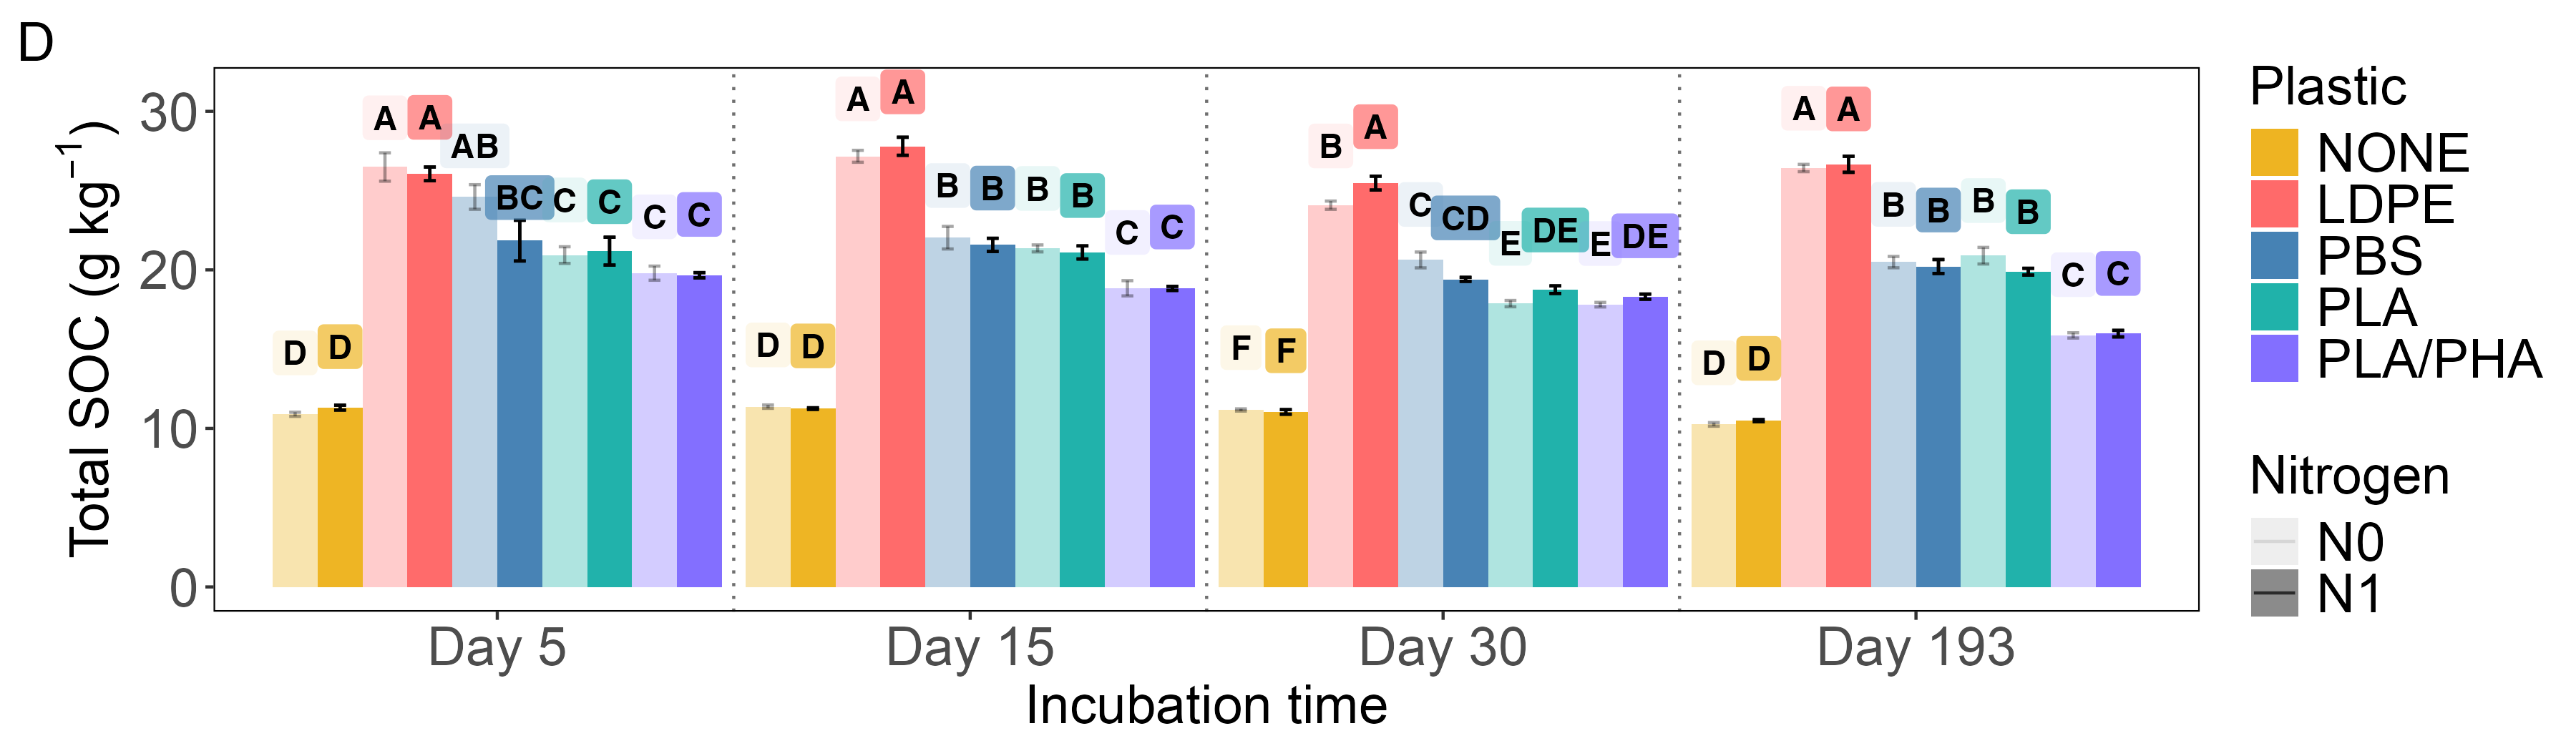 D
Total SOC (g kg⁻¹)
30
20
10
0
A A AB BC C C C C D D
A A B B B B C C D D
B A C CD E DE E DE F F
A A B B B B C C D D
Day 5 Day 15 Day 30 Day 193
Incubation time
Plastic
NONE
LDPE
PBS
PLA
PLA/PHA
Nitrogen
N0
N1